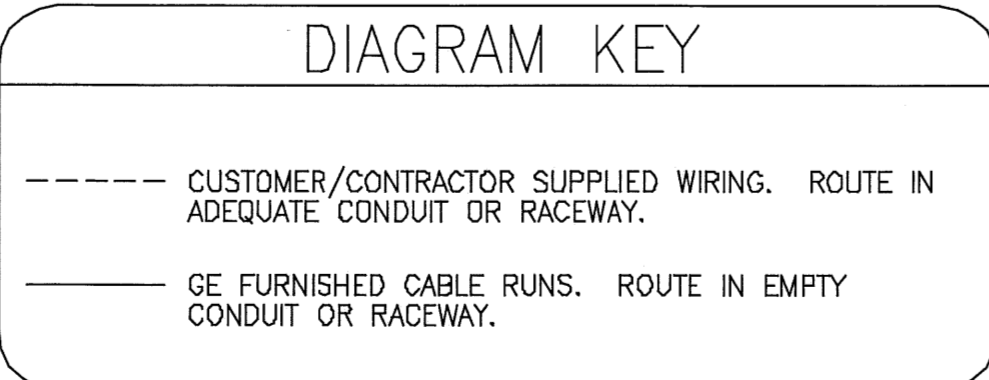 DIAGRAM KEY
CUSTOMER/CONTRACTOR SUPPLIED WIRING. ROUTE IN
ADEQUATE CONDUIT OR RACEWAY.
GE FURNISHED CABLE RUNS. ROUTE IN EMPTY
CONDUIT OR RACEWAY.